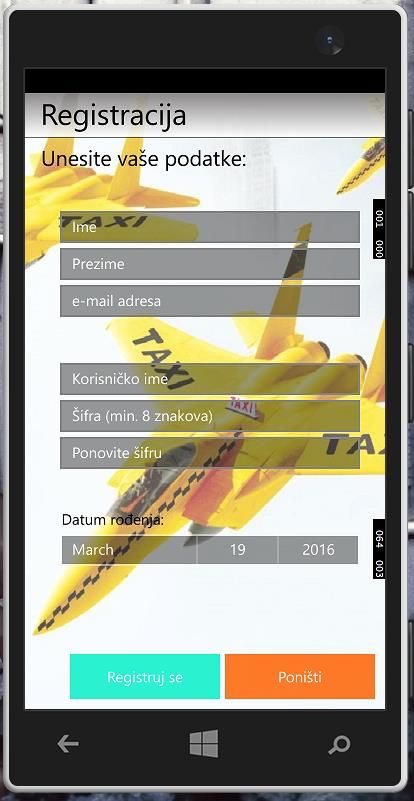 Registracija
Unesite vaše podatke:
TAXI
Ime
001 000
Prezime
e-mail adresa
TAXI
Korisničko ime
TAXI
Šifra (min. 8 znakova)
TA
Ponovite šifru
Datum rođenja:
March 19 2016
064 003
Registruj se Poništi